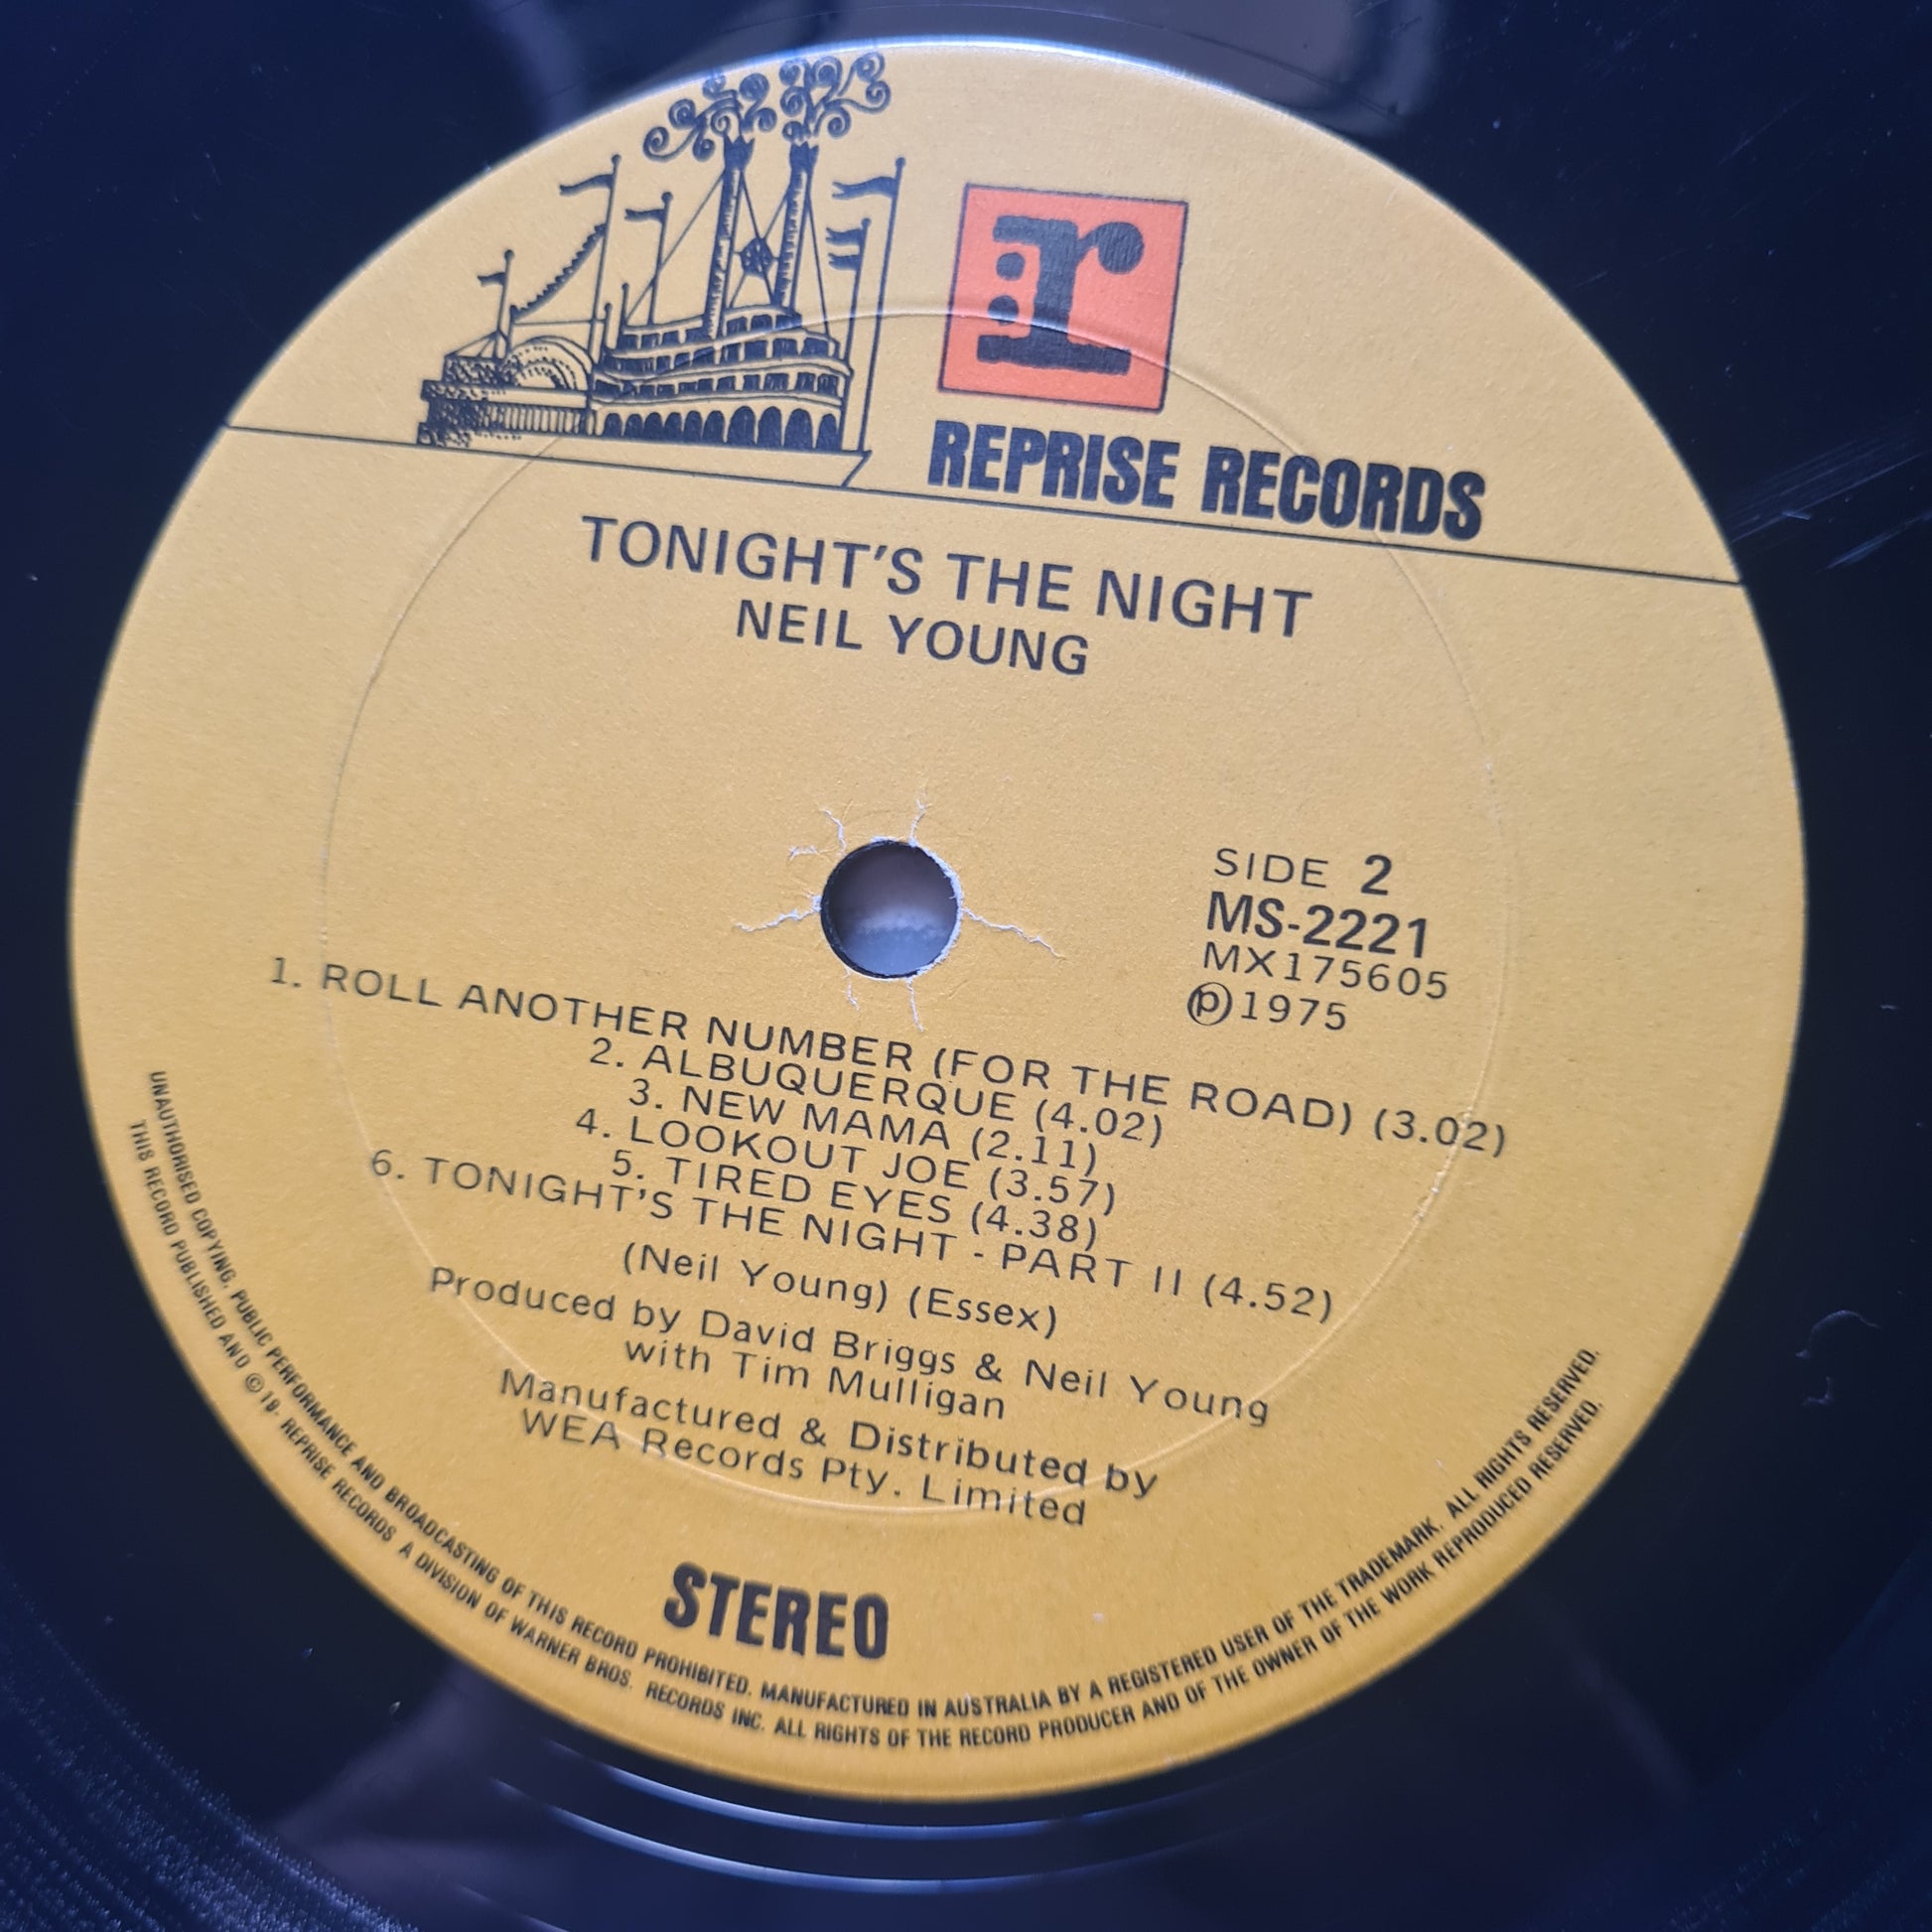 r:
REPRISE RECORDS
TONIGHT'S THE NIGHT
NEIL YOUNG
SIDE 2
MS-2221
MX175605
Ⓟ1975
1. ROLL ANOTHER NUMBER (FOR THE ROAD) (3.02)
2. ALBUQUERQUE (4.02)
3. NEW MAMA (2.11)
4. LOOKOUT JOE (3.57)
5. TIRED EYES (4.38)
6. TONIGHT'S THE NIGHT - PART II (4.52)
(Neil Young) (Essex)
Produced by David Briggs & Neil Young
with Tim Mulligan
Manufactured & Distributed by
WEA Records Pty. Limited
STEREO
UNAUTHORISED COPYING, PUBLIC PERFORMANCE AND BROADCASTING OF THIS RECORD PROHIBITED. MANUFACTURED IN AUSTRALIA BY A REGISTERED USER OF THE TRADEMARK. ALL RIGHTS RESERVED.
THIS RECORD PUBLISHED AND ©19- REPRISE RECORDS A DIVISION OF WARNER BROS. RECORDS INC. ALL RIGHTS OF THE RECORD PRODUCER AND OF THE OWNER OF THE WORK REPRODUCED RESERVED.